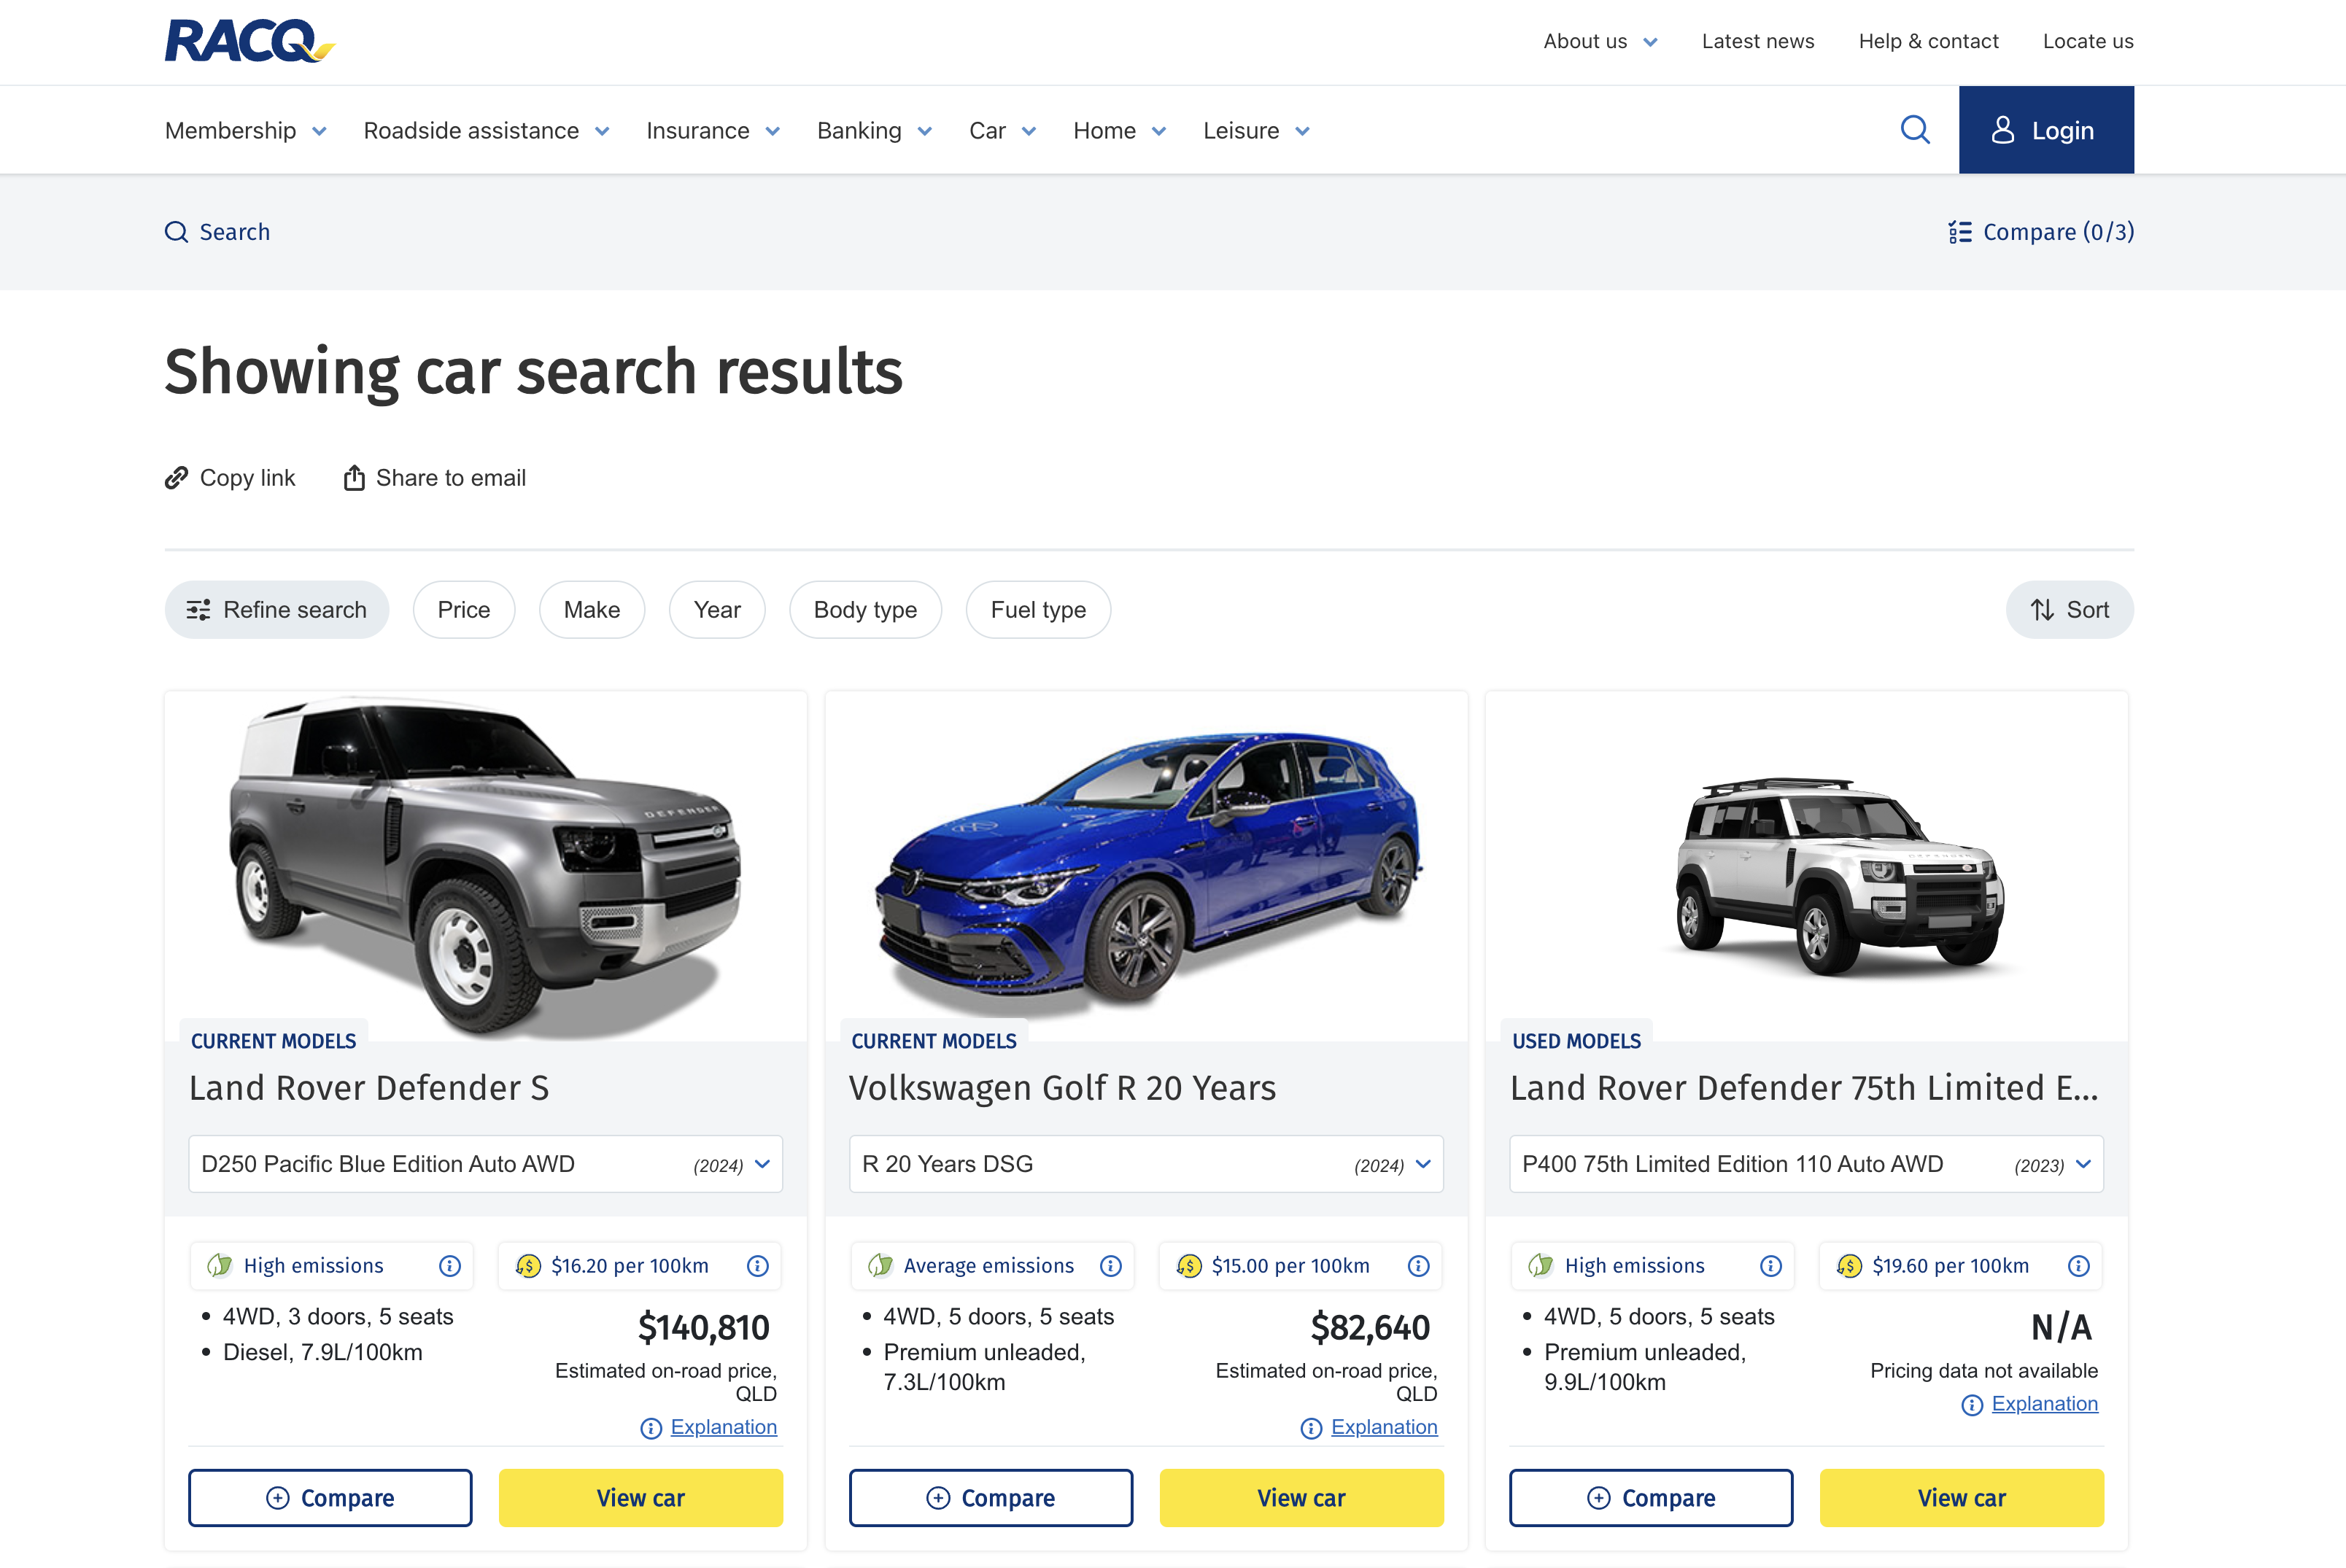 RACQ
About us
Latest news
Help & contact
Locate us
Membership
Roadside assistance
Insurance
Banking
Car
Home
Leisure
Login
Search
Compare (0/3)
Showing car search results
Copy link
Share to email
Refine search
Price
Make
Year
Body type
Fuel type
Sort
DEFENDER
CURRENT MODELS
Land Rover Defender S
D250 Pacific Blue Edition Auto AWD (2024)
High emissions
$16.20 per 100km
4WD, 3 doors, 5 seats
Diesel, 7.9L/100km
$140,810
Estimated on-road price,
QLD
Explanation
Compare
View car
CURRENT MODELS
Volkswagen Golf R 20 Years
R 20 Years DSG (2024)
Average emissions
$15.00 per 100km
4WD, 5 doors, 5 seats
Premium unleaded,
7.3L/100km
$82,640
Estimated on-road price,
QLD
Explanation
Compare
View car
DEFENDER
USED MODELS
Land Rover Defender 75th Limited E...
P400 75th Limited Edition 110 Auto AWD (2023)
High emissions
$19.60 per 100km
4WD, 5 doors, 5 seats
Premium unleaded,
9.9L/100km
N/A
Pricing data not available
Explanation
Compare
View car